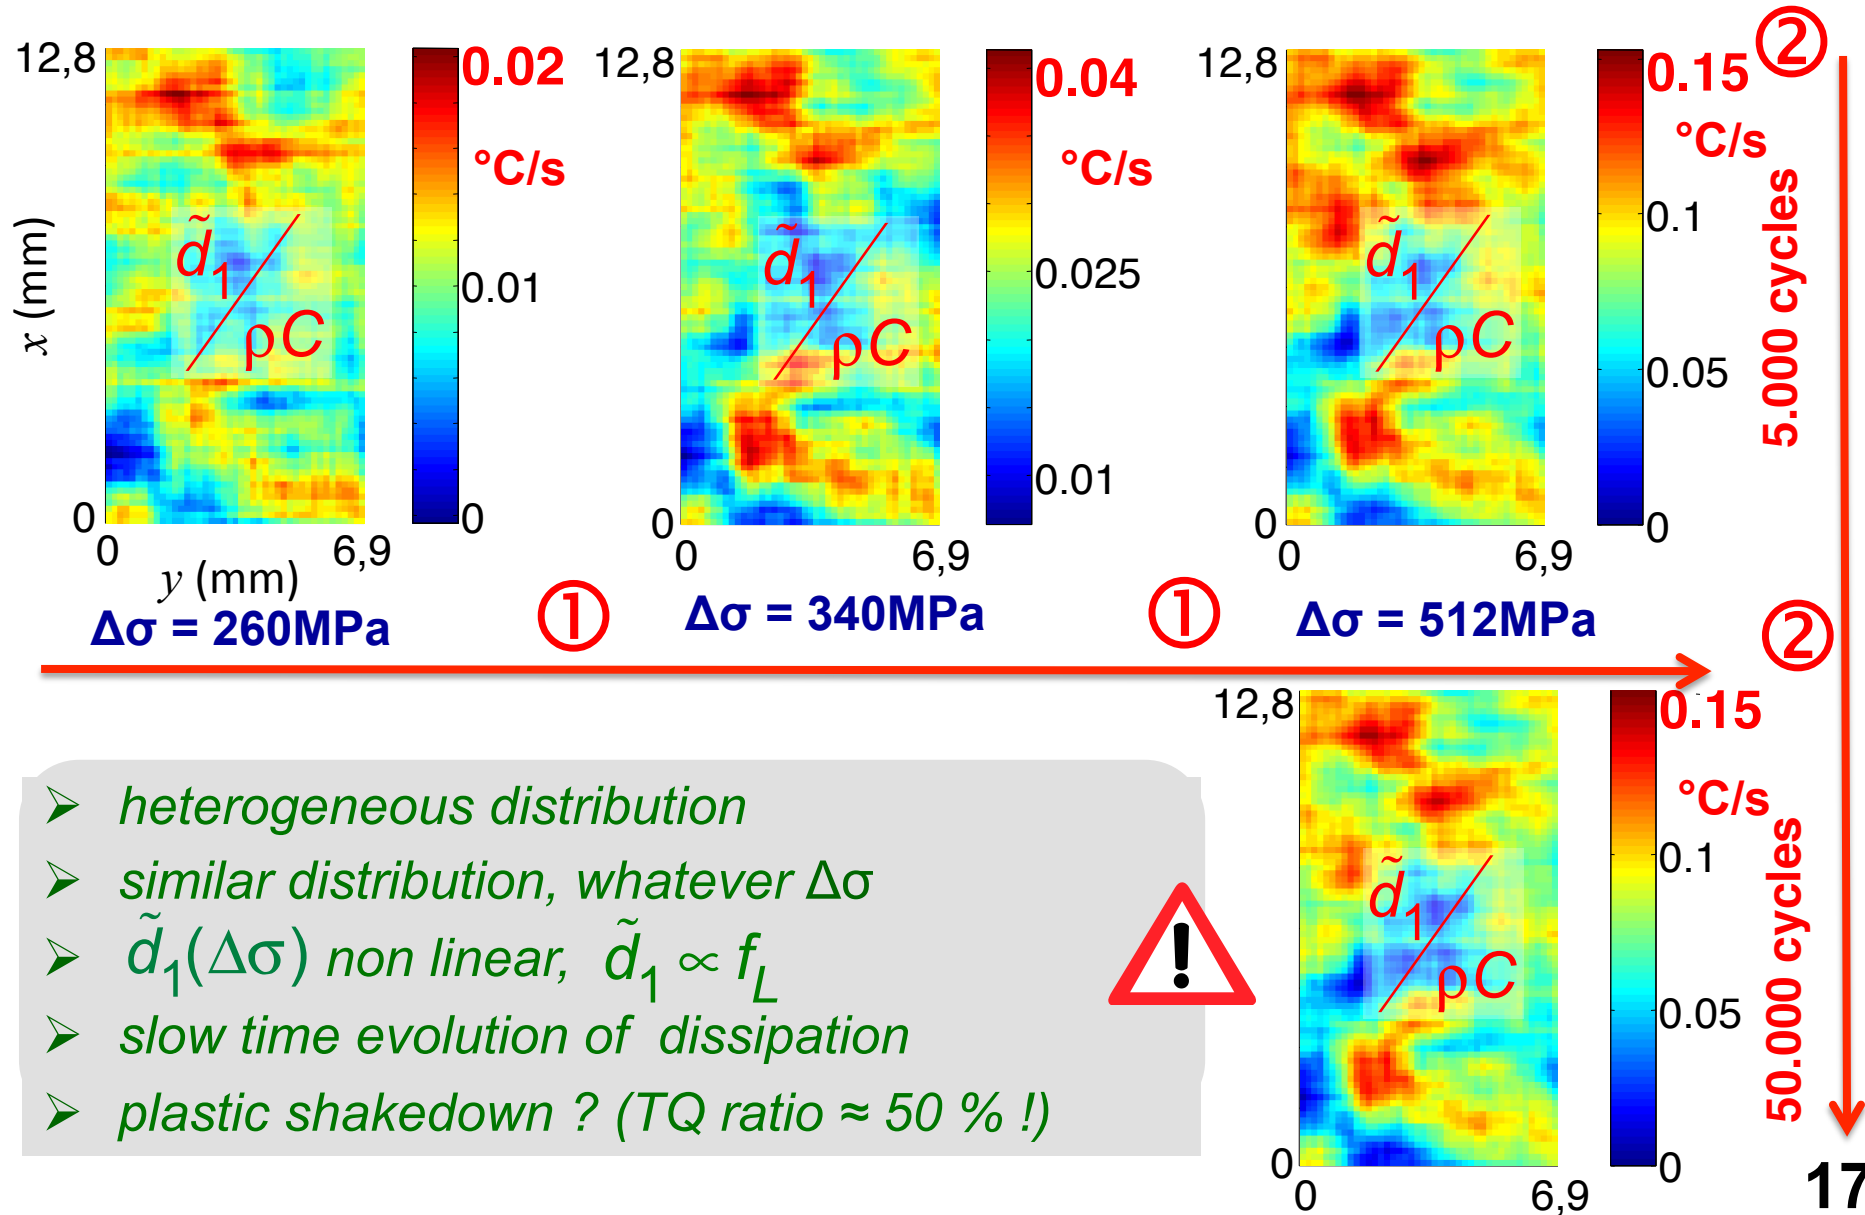 12,8
x (mm)
0
0
6,9
y (mm)
0.02
°C/s
0.01
0
d̃₁/ρC
Δσ = 260MPa
①
12,8
0
0
6,9
0.04
°C/s
0.025
0.01
d̃₁/ρC
Δσ = 340MPa
①
12,8
0
0
6,9
0.15
°C/s
0.1
0.05
0
d̃₁/ρC
Δσ = 512MPa
②
5.000 cycles
②
12,8
0
0
6,9
0.15
°C/s
0.1
0.05
0
d̃₁/ρC
50.000 cycles
➢ heterogeneous distribution
➢ similar distribution, whatever Δσ
➢ d̃₁(Δσ) non linear, d̃₁ ∝ f_L
➢ slow time evolution of dissipation
➢ plastic shakedown ? (TQ ratio ≈ 50 % !)
!
17